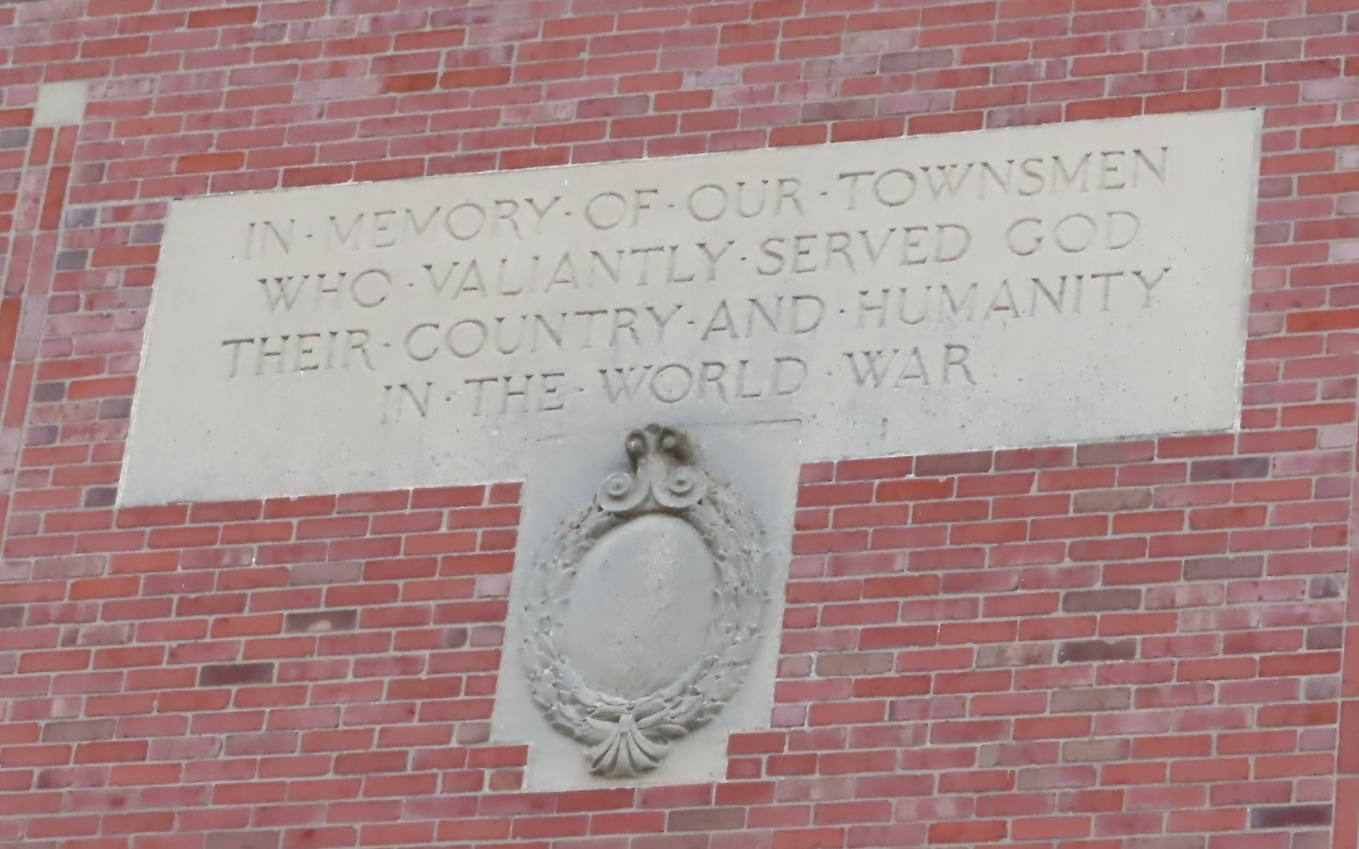 IN · MEMORY · OF · OUR · TOWNSMEN
WHO · VALIANTLY · SERVED GOD
THEIR · COUNTRY · AND · HUMANITY
IN · THE · WORLD · WAR